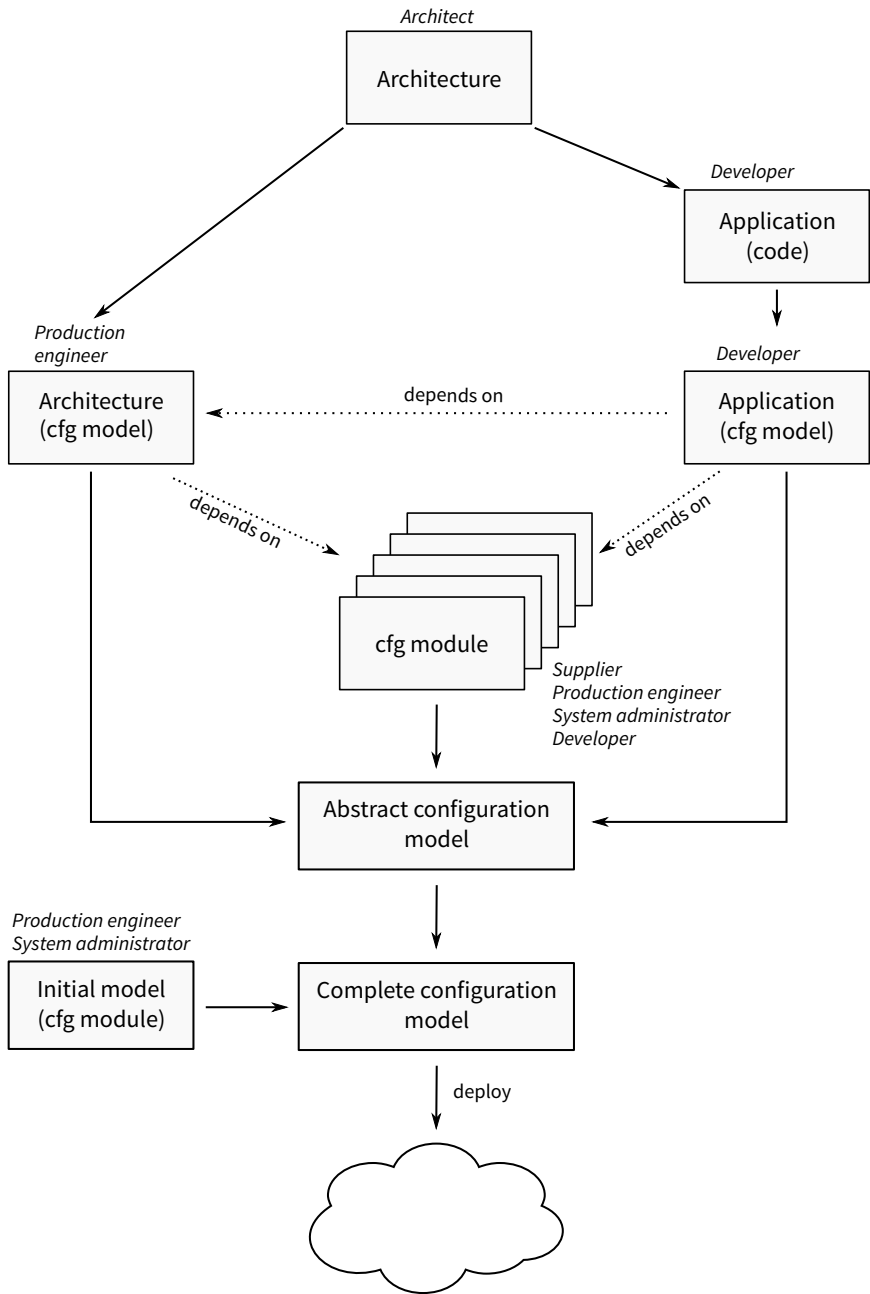 Architect
Architecture
Developer
Application
(code)
Production
engineer
Architecture
(cfg model)
depends on
Developer
Application
(cfg model)
depends on
depends on
cfg module
Supplier
Production engineer
System administrator
Developer
Abstract configuration
model
Production engineer
System administrator
Initial model
(cfg module)
Complete configuration
model
deploy